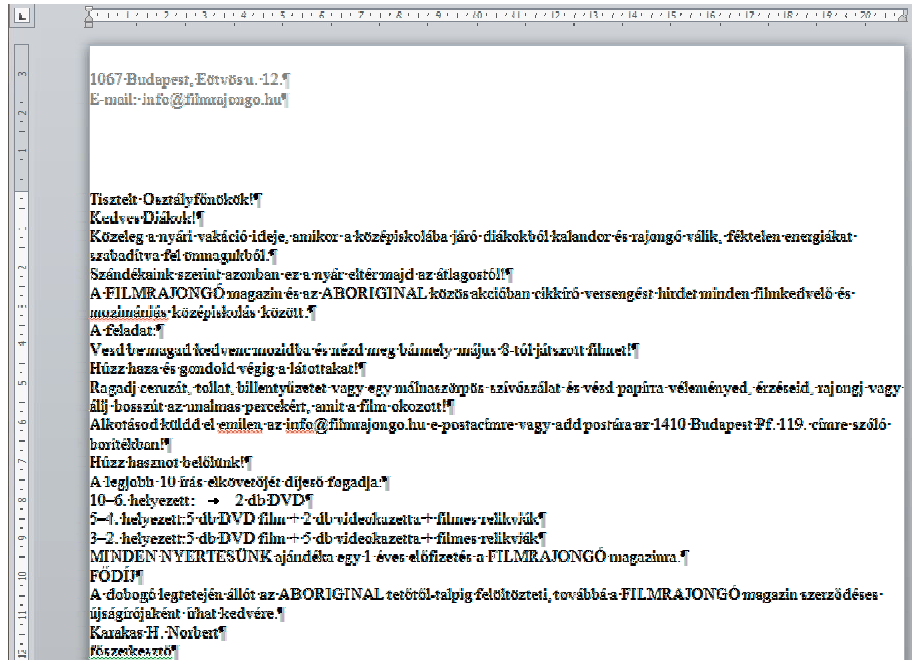 1067 Budapest, Eötvös u. 12.¶
E-mail: info@filmrajongo.hu¶
Tisztelt Osztályfőnökök!¶
Kedves Diákok!¶
Közeleg a nyári vakáció ideje, amikor a középiskolába járó diákokból kalandor és rajongó válik, féktelen energiákat
szabadítva fel önmagukból.¶
Szándékaink szerint azonban ez a nyár eltér majd az átlagostól!¶
A FILMRAJONGÓ magazin és az ABORIGINAL közös akcióban cikkíró versengést hirdet minden filmkedvelő és
mozimániás középiskolás között.¶
A feladat:¶
Vesd be magad kedvenc mozidba és nézd meg bármely május 8-tól játszott filmet!¶
Húzz haza és gondold végig a látottakat!¶
Ragadj ceruzát, tollat, billentyűzetet vagy egy málnaszörpös szívószálat és vésd papírra véleményed, érzéseid, rajongj vagy
állj bosszút az unalmas percekért, amit a film okozott!¶
Alkotásod küldd el emilen az info@filmrajongo.hu e-postacímre vagy add postára az 1410 Budapest Pf. 119. címre szóló
borítékban!¶
Húzz hasznot belőlünk!¶
A legjobb 10 írás elkövetőjét díjeső fogadja:¶
10–6. helyezett: → 2 db DVD¶
5–4. helyezett:5 db DVD film + 2 db videokazetta + filmes relikviák¶
3–2. helyezett:5 db DVD film + 5 db videokazetta + filmes relikviák¶
MINDEN NYERTESÜNK ajándéka egy 1 éves előfizetés a FILMRAJONGÓ magazinra.¶
FŐDÍJ¶
A dobogó legtetején állót az ABORIGINAL tetőtől-talpig felöltözteti, továbbá a FILMRAJONGÓ magazin szerződéses
újságírójaként írhat kedvére.¶
Karakas H. Norbert¶
főszerkesztő¶